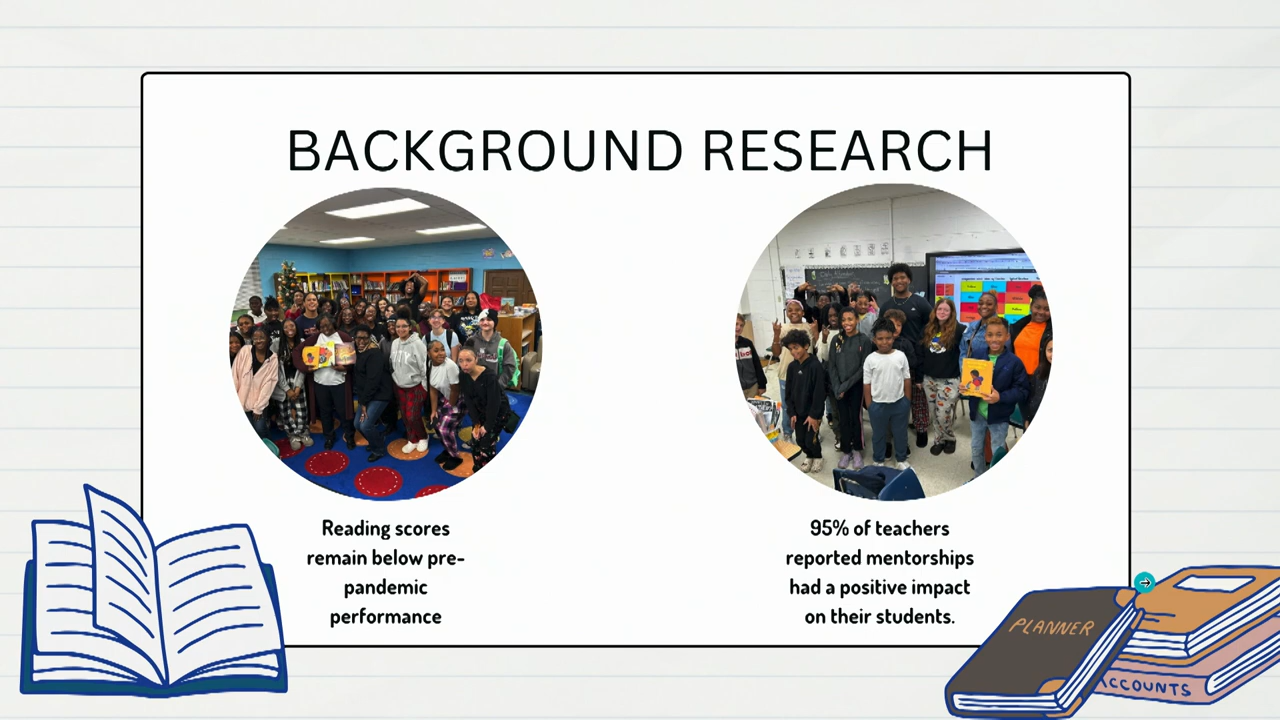 BACKGROUND RESEARCH
Reading scores
remain below pre-
pandemic
performance
95% of teachers
reported mentorships
had a positive impact
on their students.
PLANNER
ACCOUNTS